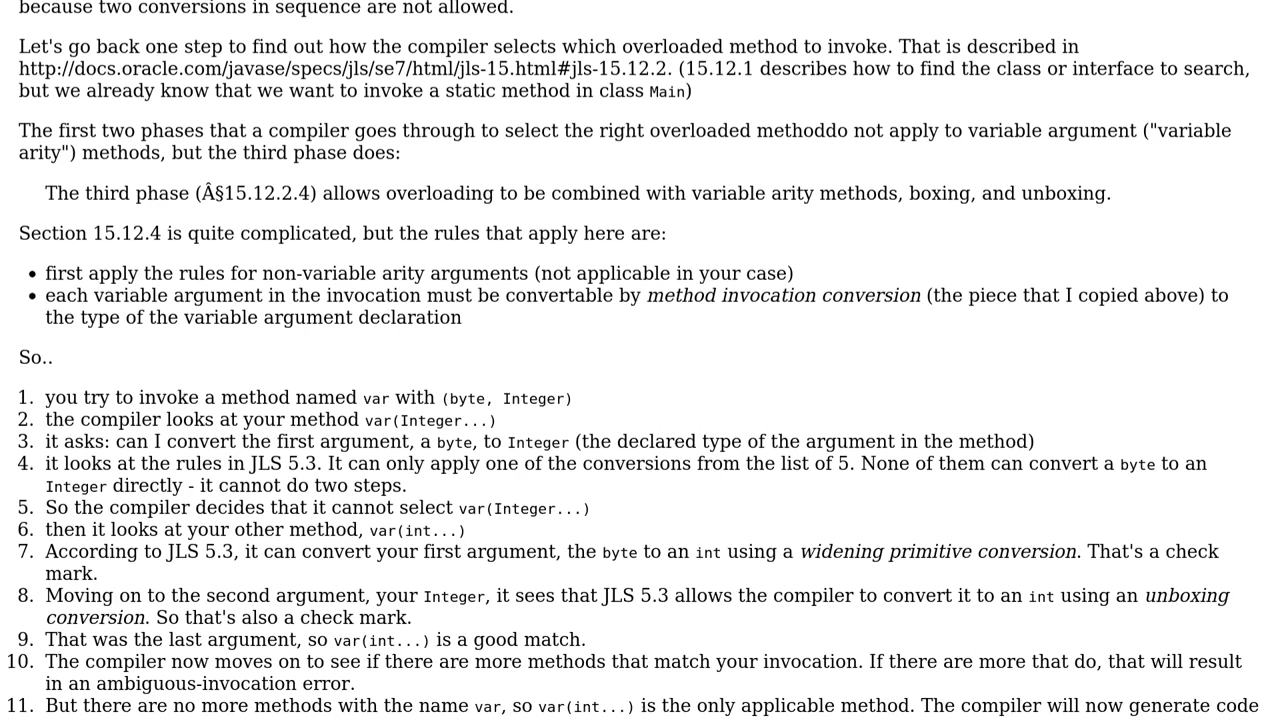 because two conversions in sequence are not allowed.
Let's go back one step to find out how the compiler selects which overloaded method to invoke. That is described in
http://docs.oracle.com/javase/specs/jls/se7/html/jls-15.html#jls-15.12.2. (15.12.1 describes how to find the class or interface to search,
but we already know that we want to invoke a static method in class Main)
The first two phases that a compiler goes through to select the right overloaded methoddo not apply to variable argument ("variable
arity") methods, but the third phase does:
The third phase (Â§15.12.2.4) allows overloading to be combined with variable arity methods, boxing, and unboxing.
Section 15.12.4 is quite complicated, but the rules that apply here are:
• first apply the rules for non-variable arity arguments (not applicable in your case)
• each variable argument in the invocation must be convertable by method invocation conversion (the piece that I copied above) to
the type of the variable argument declaration
So..
1. you try to invoke a method named var with (byte, Integer)
2. the compiler looks at your method var(Integer...)
3. it asks: can I convert the first argument, a byte, to Integer (the declared type of the argument in the method)
4. it looks at the rules in JLS 5.3. It can only apply one of the conversions from the list of 5. None of them can convert a byte to an
Integer directly - it cannot do two steps.
5. So the compiler decides that it cannot select var(Integer...)
6. then it looks at your other method, var(int...)
7. According to JLS 5.3, it can convert your first argument, the byte to an int using a widening primitive conversion. That's a check
mark.
8. Moving on to the second argument, your Integer, it sees that JLS 5.3 allows the compiler to convert it to an int using an unboxing
conversion. So that's also a check mark.
9. That was the last argument, so var(int...) is a good match.
10. The compiler now moves on to see if there are more methods that match your invocation. If there are more that do, that will result
in an ambiguous-invocation error.
11. But there are no more methods with the name var, so var(int...) is the only applicable method. The compiler will now generate code